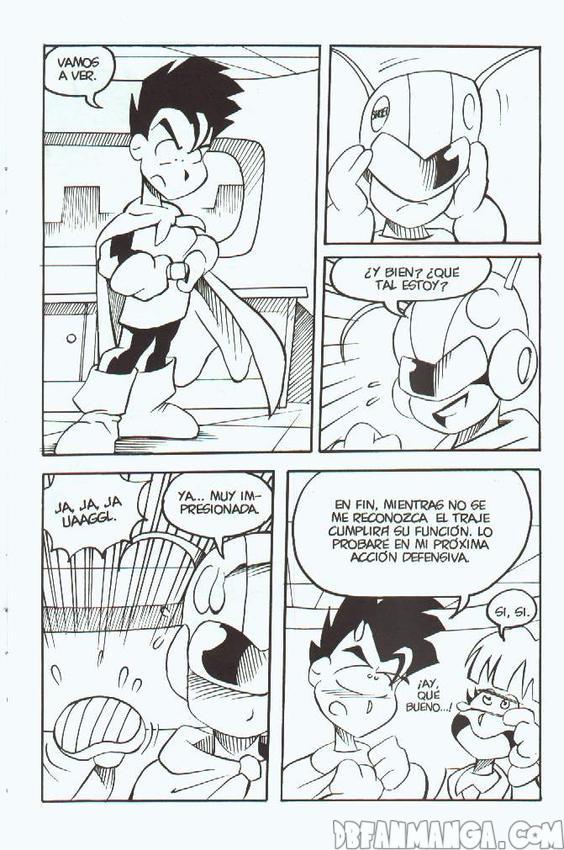 VAMOS
A VER.
¿Y BIEN? ¿QUE
TAL ESTOY?
JA, JA, JA
UAAGGL.
YA... MUY IM-
PRESIONADA.
EN FIN, MIENTRAS NO SE
ME RECONOZCA EL TRAJE
CUMPLIRA SU FUNCIÓN. LO
PROBARE EN MI PRÓXIMA
ACCIÓN DEFENSIVA.
SI, SI.
¡AY,
QUÉ
BUENO...!
DBFANMANGA.COM